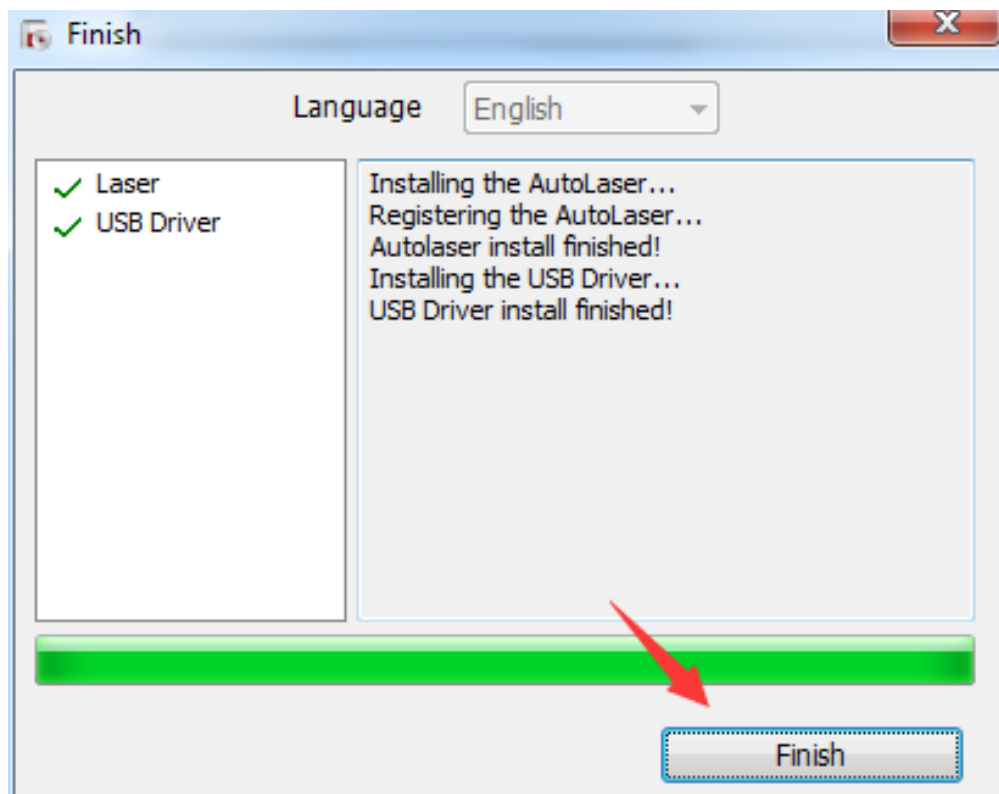 Finish
Language English
Laser
USB Driver
Installing the AutoLaser...
Registering the AutoLaser...
Autolaser install finished!
Installing the USB Driver...
USB Driver install finished!
Finish